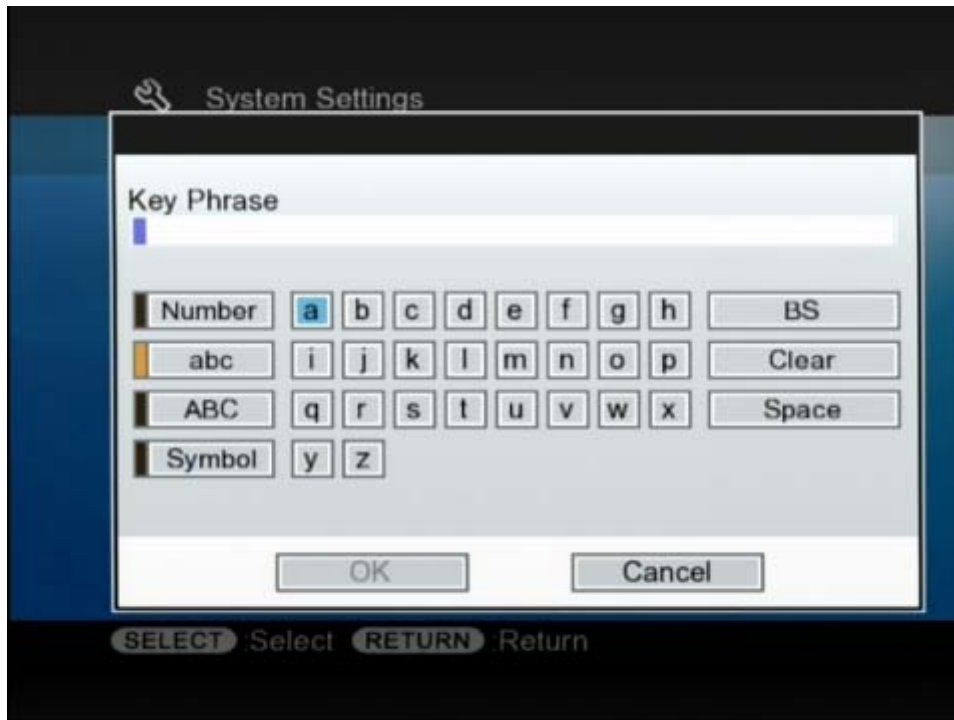 System Settings
Key Phrase
Number a b c d e f g h BS
abc i j k l m n o p Clear
ABC q r s t u v w x Space
Symbol y z
OK Cancel
SELECT :Select RETURN :Return